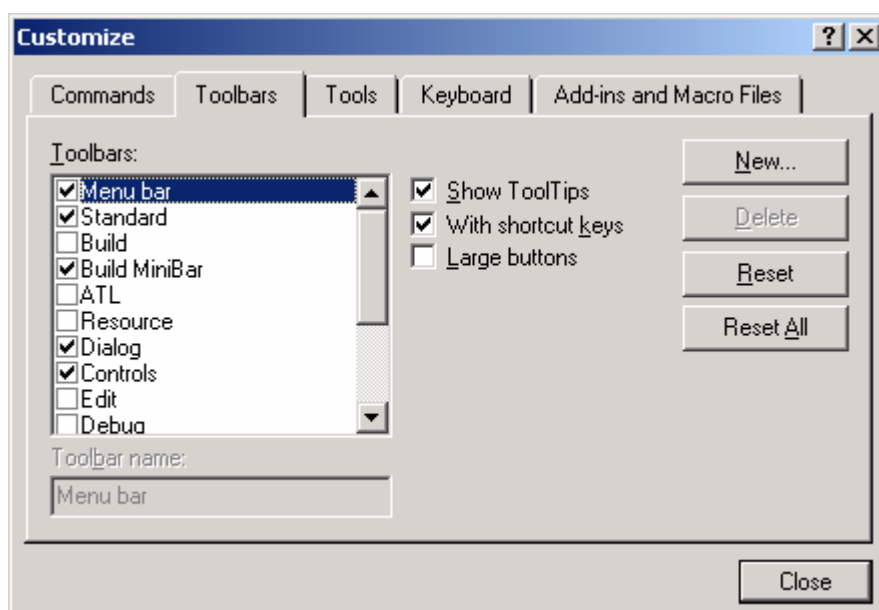 Customize
Commands Toolbars Tools Keyboard Add-ins and Macro Files
Toolbars:
Menu bar
Standard
Build
Build MiniBar
ATL
Resource
Dialog
Controls
Edit
Debug
Show ToolTips
With shortcut keys
Large buttons
New...
Delete
Reset
Reset All
Toolbar name:
Menu bar
Close